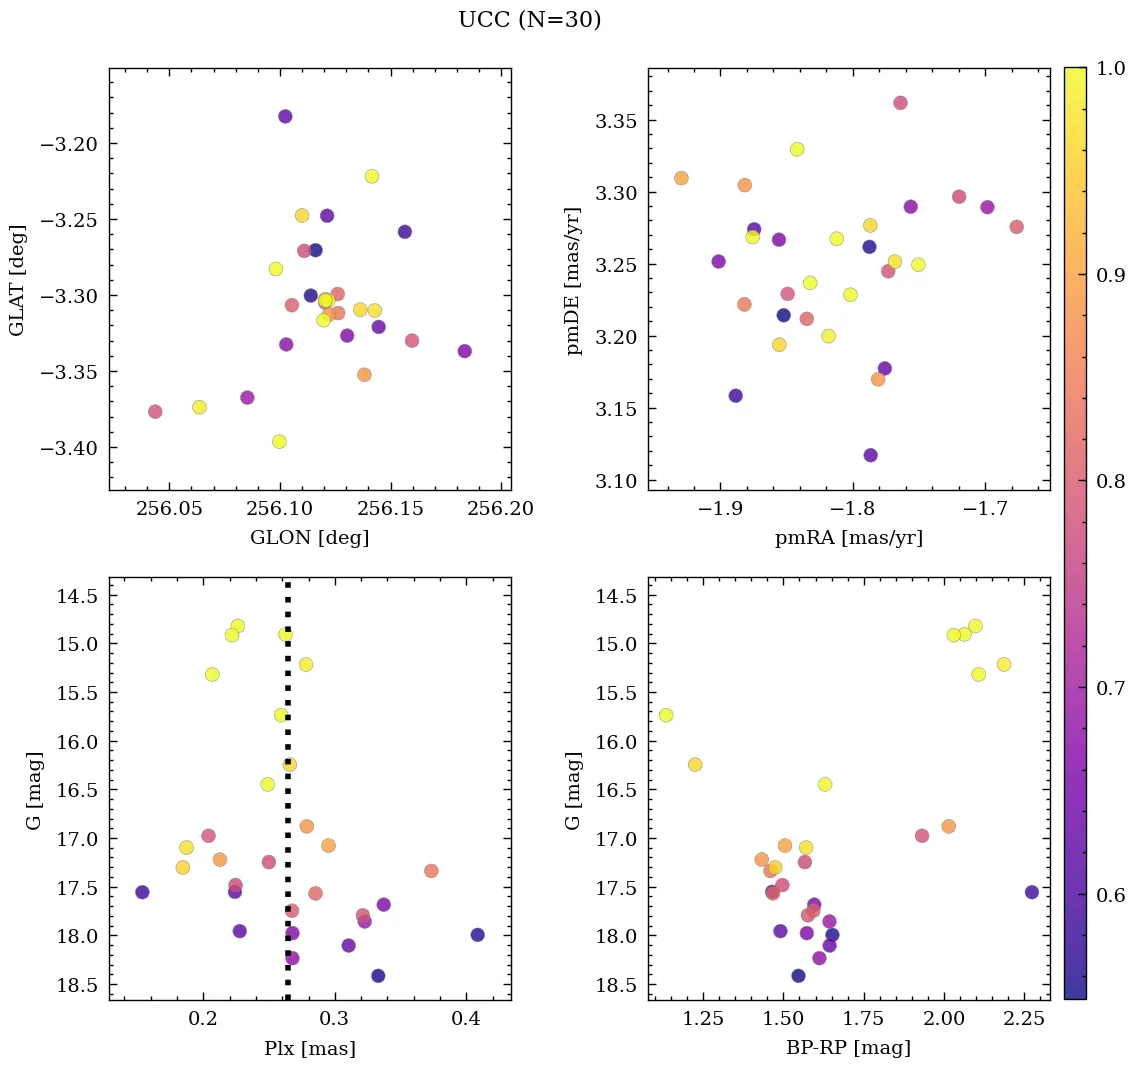 UCC (N=30)
−3.20
−3.25
−3.30
−3.35
−3.40
GLAT [deg]
256.05 256.10 256.15 256.20
GLON [deg]
3.35
3.30
3.25
3.20
3.15
3.10
pmDE [mas/yr]
−1.9 −1.8 −1.7
pmRA [mas/yr]
14.5
15.0
15.5
16.0
16.5
17.0
17.5
18.0
18.5
G [mag]
0.2 0.3 0.4
Plx [mas]
14.5
15.0
15.5
16.0
16.5
17.0
17.5
18.0
18.5
G [mag]
1.25 1.50 1.75 2.00 2.25
BP-RP [mag]
1.0
0.9
0.8
0.7
0.6